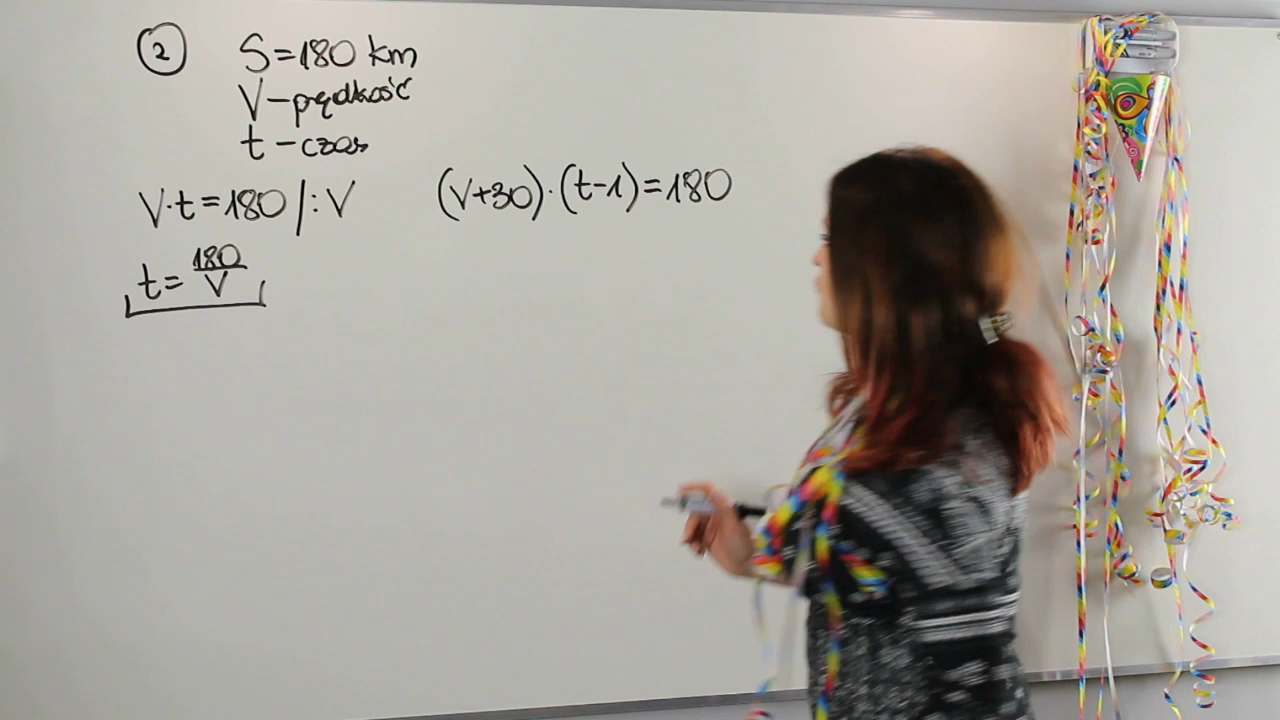 2 S=180 km
V-prędkość
t-czas
V·t=180 /:V (V+30)·(t-1)=180
t=180/V